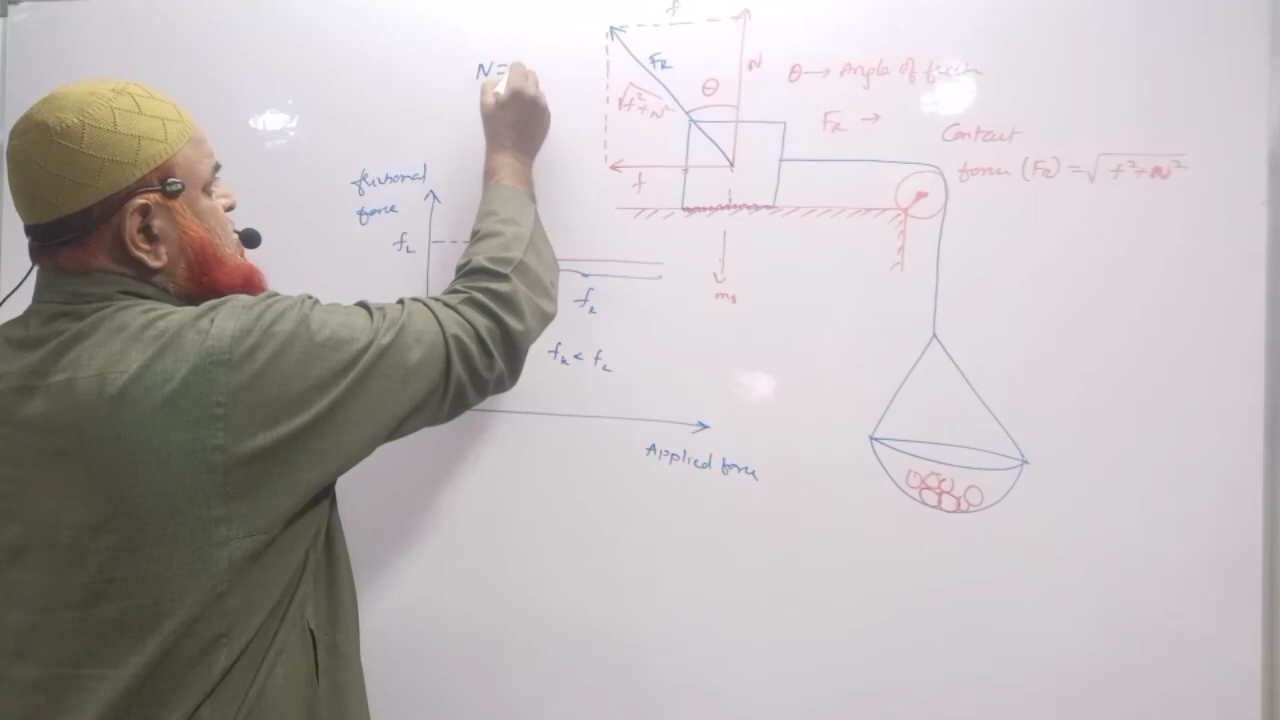 f
N =
FR
N
θ
θ → Angle of friction
√f²+N²
FR →
Contact
force (FR) = √f²+N²
f
frictional
force
fL
fk
mg
fk < fL
Applied force